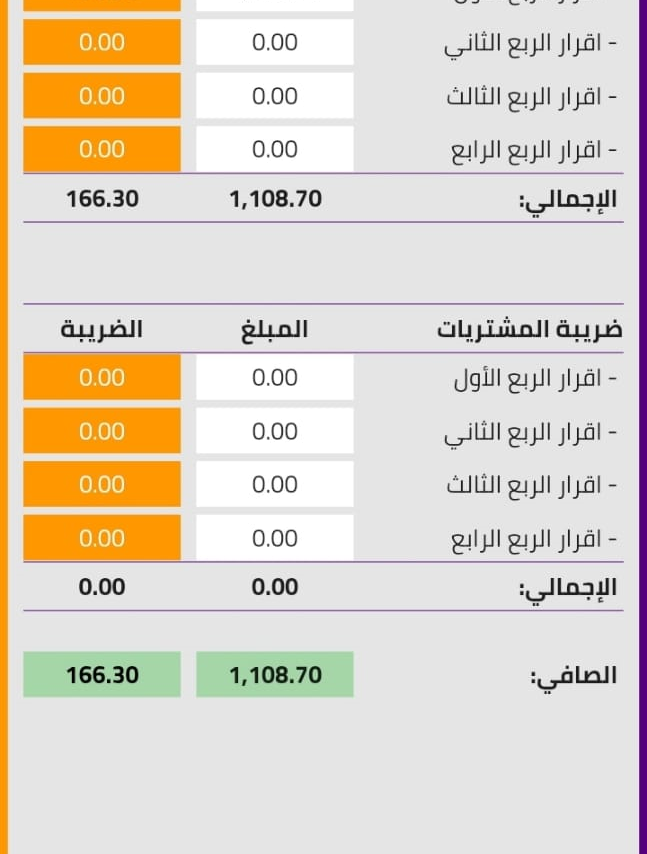 - اقرار الربع الثاني 0.00 0.00
- اقرار الربع الثالث 0.00 0.00
- اقرار الربع الرابع 0.00 0.00
الإجمالي: 1,108.70 166.30
ضريبة المشتريات المبلغ الضريبة
- اقرار الربع الأول 0.00 0.00
- اقرار الربع الثاني 0.00 0.00
- اقرار الربع الثالث 0.00 0.00
- اقرار الربع الرابع 0.00 0.00
الإجمالي: 0.00 0.00
الصافي: 1,108.70 166.30